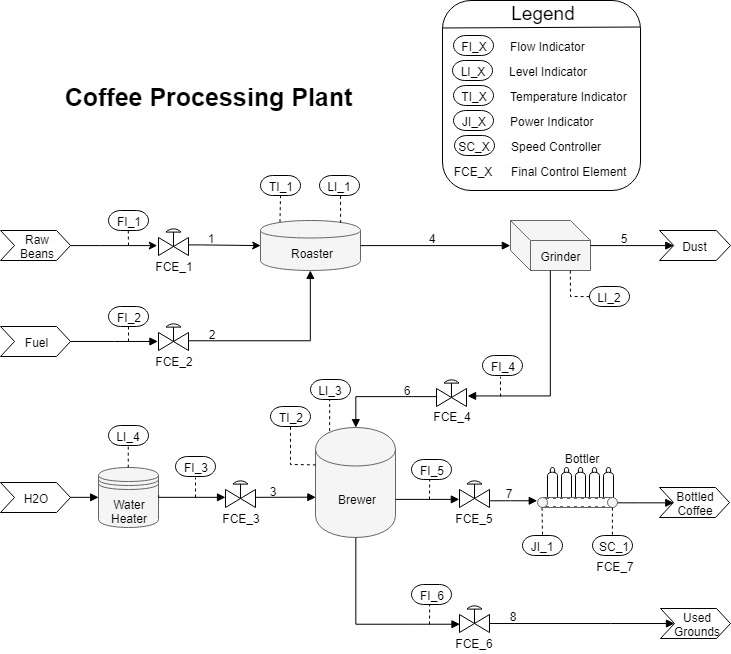 Legend
FI_X Flow Indicator
LI_X Level Indicator
TI_X Temperature Indicator
JI_X Power Indicator
SC_X Speed Controller
FCE_X Final Control Element
Coffee Processing Plant
TI_1
LI_1
FI_1
Raw
Beans
1
FCE_1
Roaster
4
Grinder
5
Dust
LI_2
FI_2
Fuel
2
FCE_2
FI_4
6
FCE_4
LI_3
TI_2
LI_4
FI_3
H2O
Water
Heater
3
FCE_3
Brewer
FI_5
7
FCE_5
Bottler
Bottled
Coffee
JI_1
SC_1
FCE_7
FI_6
8
FCE_6
Used
Grounds